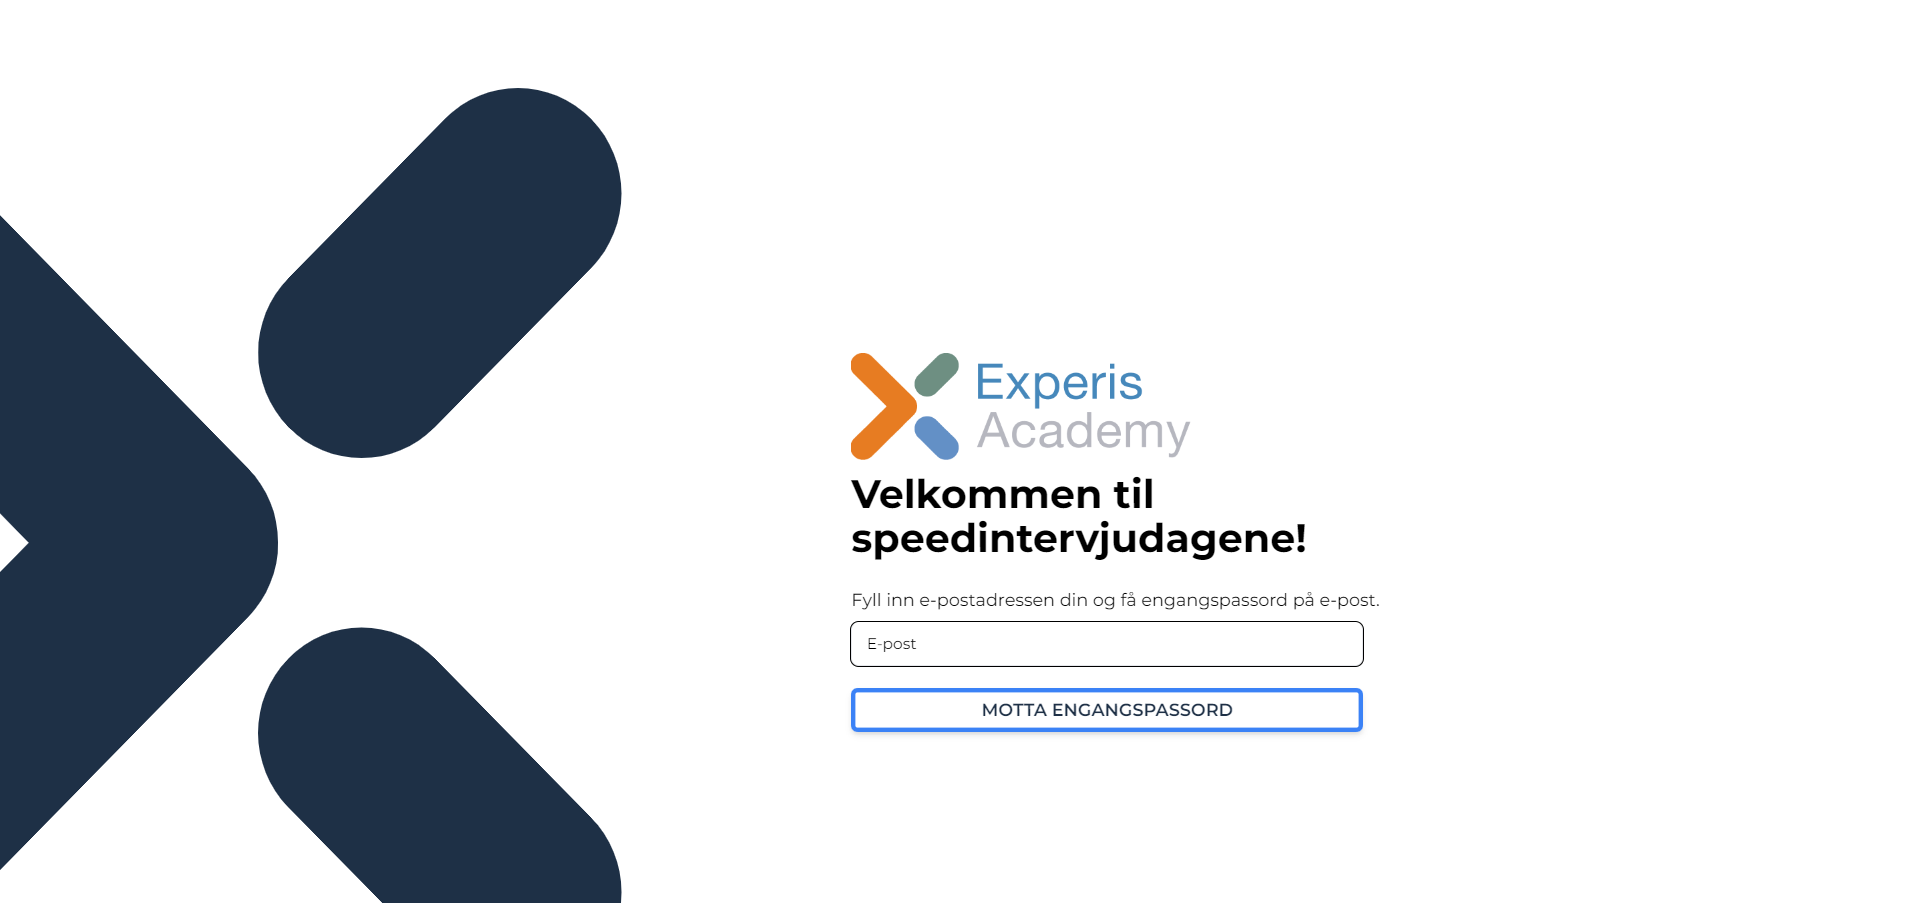 Experis
Academy
Velkommen til
speedintervjudagene!
Fyll inn e-postadressen din og få engangspassord på e-post.
E-post
MOTTA ENGANGSPASSORD